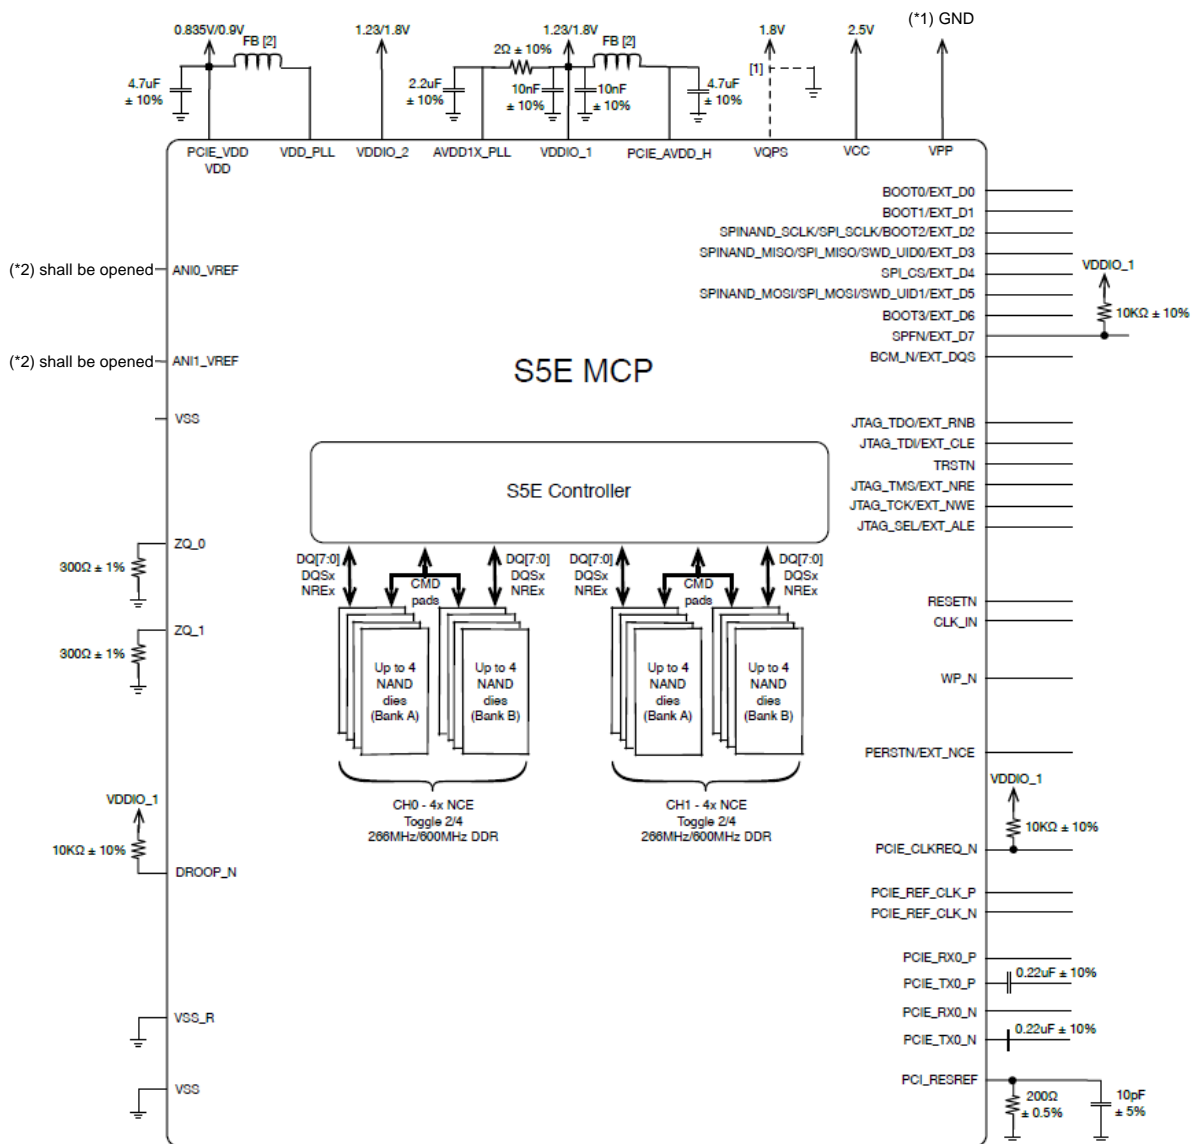 (*1) GND
0.835V/0.9V
1.23/1.8V
1.23/1.8V
1.8V
2.5V
FB [2]
2Ω ± 10%
FB [2]
[1]
4.7uF
± 10%
2.2uF
± 10%
10nF
± 10%
10nF
± 10%
4.7uF
± 10%
PCIE_VDD
VDD
VDD_PLL
VDDIO_2
AVDD1X_PLL
VDDIO_1
PCIE_AVDD_H
VQPS
VCC
VPP
BOOT0/EXT_D0
BOOT1/EXT_D1
SPINAND_SCLK/SPI_SCLK/BOOT2/EXT_D2
SPINAND_MISO/SPI_MISO/SWD_UID0/EXT_D3
SPI_CS/EXT_D4
SPINAND_MOSI/SPI_MOSI/SWD_UID1/EXT_D5
BOOT3/EXT_D6
SPFN/EXT_D7
BCM_N/EXT_DQS
VDDIO_1
10KΩ ± 10%
(*2) shall be opened
ANI0_VREF
(*2) shall be opened
ANI1_VREF
S5E MCP
VSS
JTAG_TDO/EXT_RNB
JTAG_TDI/EXT_CLE
TRSTN
JTAG_TMS/EXT_NRE
JTAG_TCK/EXT_NWE
JTAG_SEL/EXT_ALE
S5E Controller
ZQ_0
300Ω ± 1%
ZQ_1
300Ω ± 1%
DQ[7:0]
DQSx
NREx
CMD
pads
DQ[7:0]
DQSx
NREx
DQ[7:0]
DQSx
NREx
CMD
pads
DQ[7:0]
DQSx
NREx
Up to 4
NAND
dies
(Bank A)
Up to 4
NAND
dies
(Bank B)
Up to 4
NAND
dies
(Bank A)
Up to 4
NAND
dies
(Bank B)
CH0 - 4x NCE
Toggle 2/4
266MHz/600MHz DDR
CH1 - 4x NCE
Toggle 2/4
266MHz/600MHz DDR
RESETN
CLK_IN
WP_N
PERSTN/EXT_NCE
VDDIO_1
10KΩ ± 10%
PCIE_CLKREQ_N
VDDIO_1
10KΩ ± 10%
DROOP_N
PCIE_REF_CLK_P
PCIE_REF_CLK_N
PCIE_RX0_P
PCIE_TX0_P
0.22uF ± 10%
PCIE_RX0_N
PCIE_TX0_N
0.22uF ± 10%
VSS_R
VSS
PCI_RESREF
200Ω
± 0.5%
10pF
± 5%